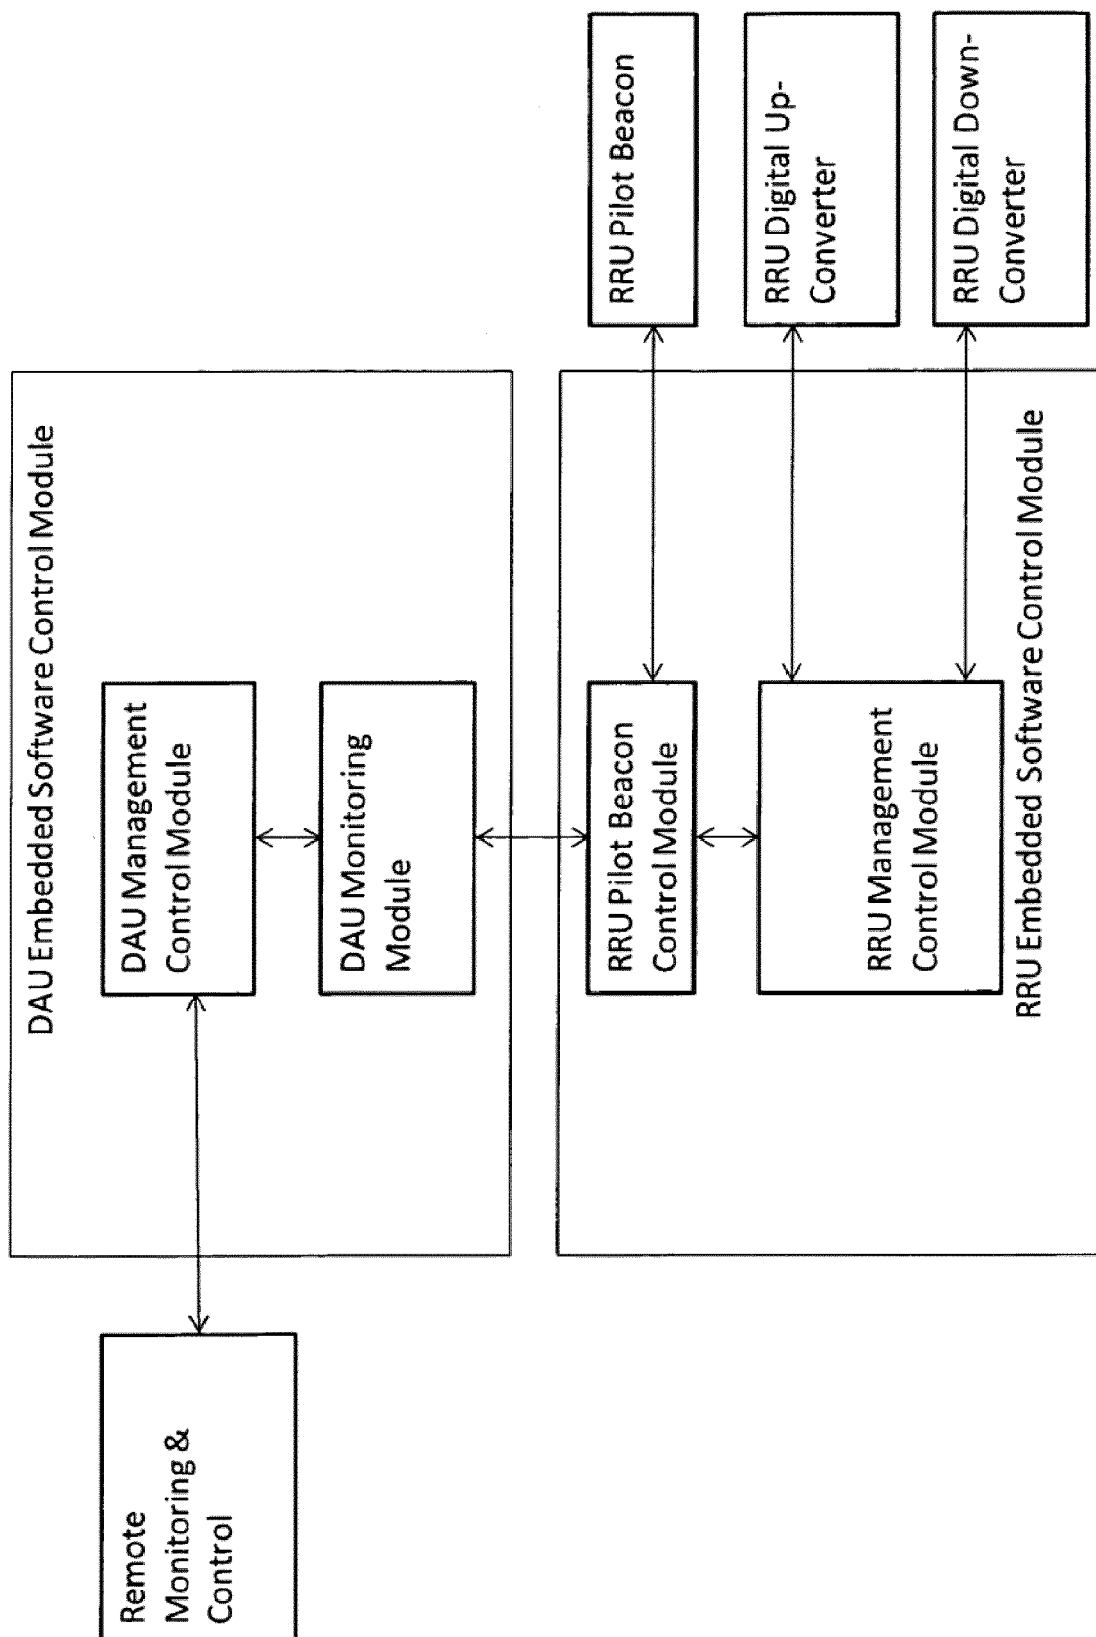 DAU Embedded Software Control Module
Remote
Monitoring &
Control
DAU Management
Control Module
DAU Monitoring
Module
RRU Pilot Beacon
Control Module
RRU Pilot Beacon
RRU Management
Control Module
RRU Digital Up-
Converter
RRU Digital Down-
Converter
RRU Embedded Software Control Module